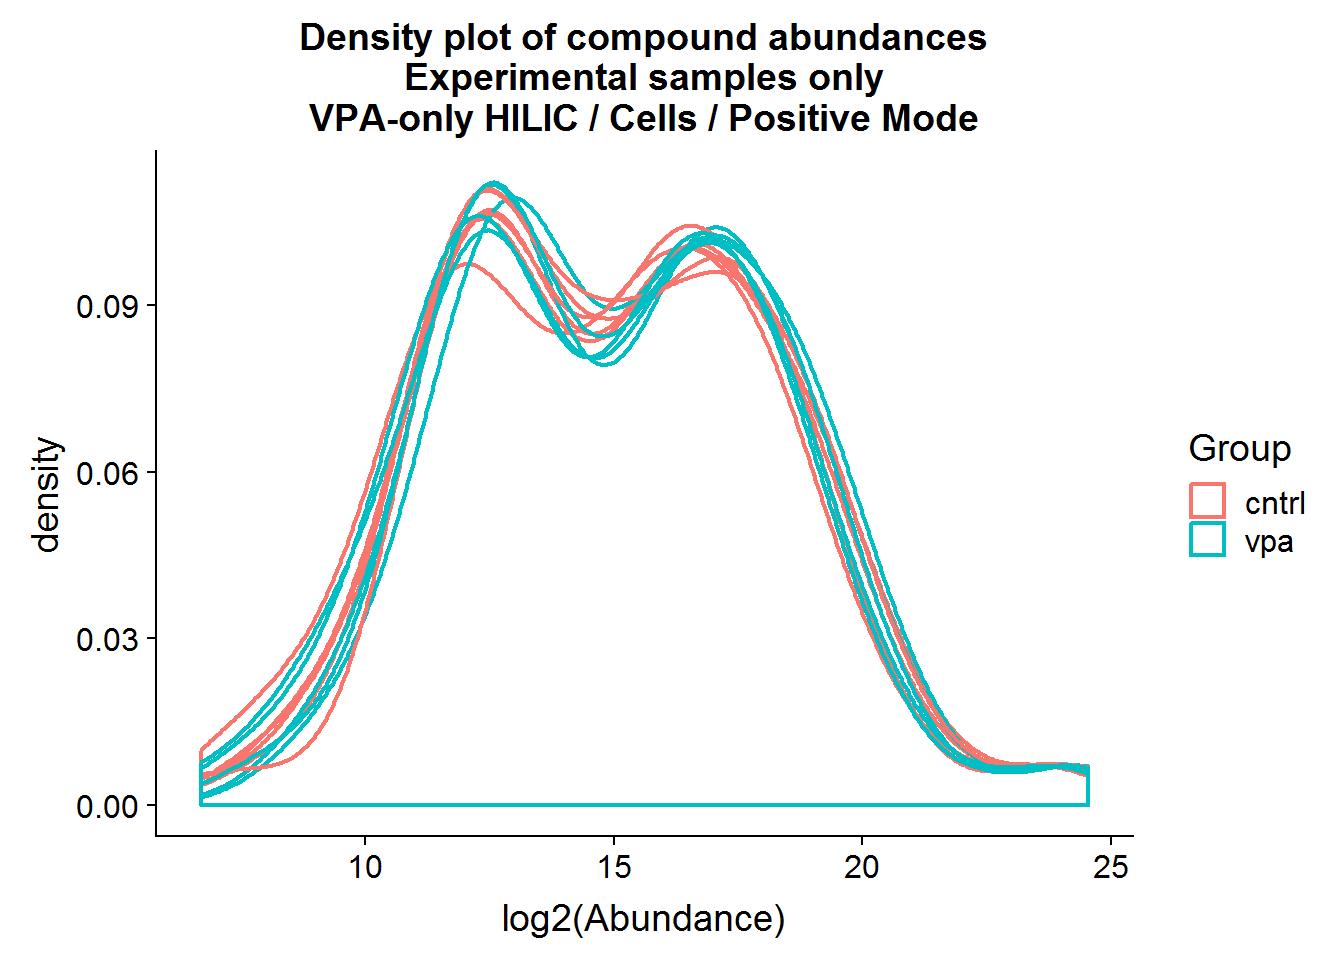 Density plot of compound abundances
Experimental samples only
VPA-only HILIC / Cells / Positive Mode
density
0.09
0.06
0.03
0.00
10
15
20
25
log2(Abundance)
Group
cntrl
vpa